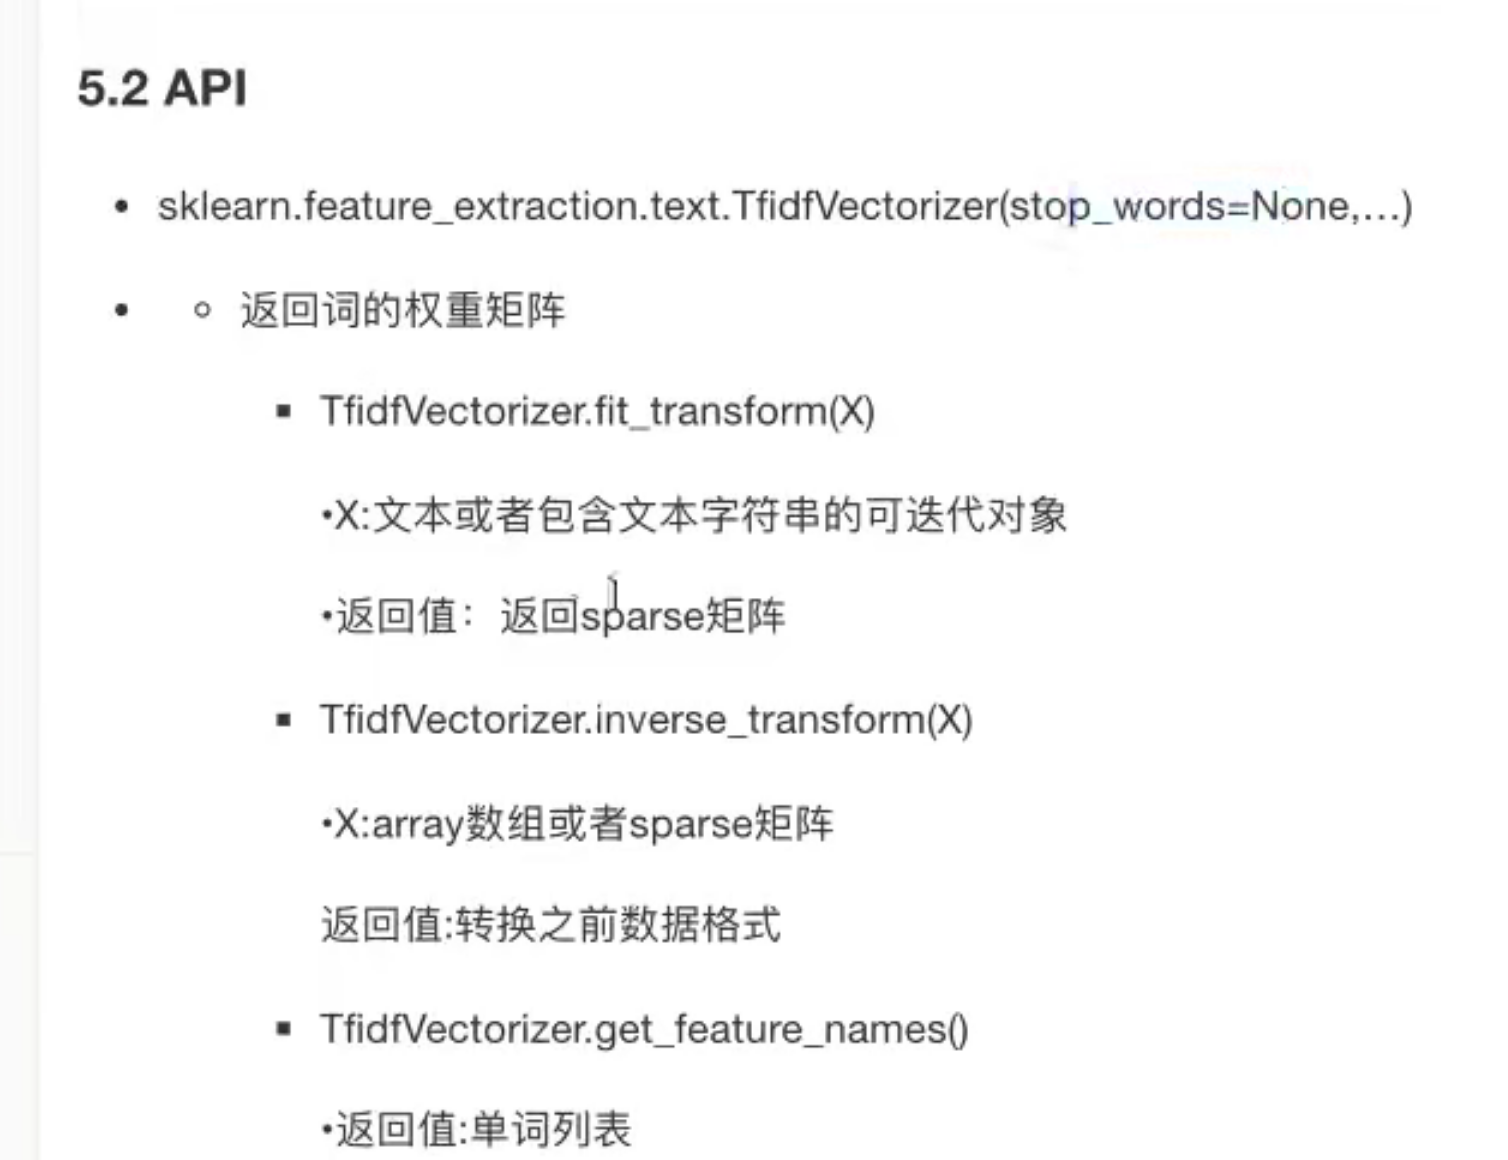 5.2 API
• sklearn.feature_extraction.text.TfidfVectorizer(stop_words=None,...)
• ○ 返回词的权重矩阵
▪ TfidfVectorizer.fit_transform(X)
•X:文本或者包含文本字符串的可迭代对象
•返回值：返回sparse矩阵
▪ TfidfVectorizer.inverse_transform(X)
•X:array数组或者sparse矩阵
返回值:转换之前数据格式
▪ TfidfVectorizer.get_feature_names()
•返回值:单词列表